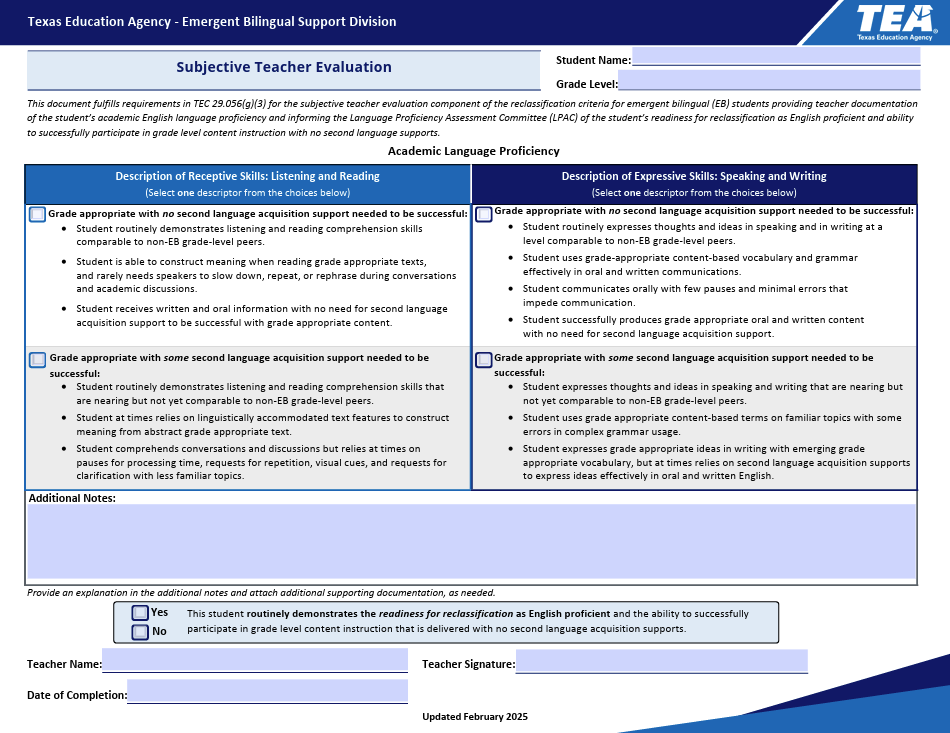 Texas Education Agency - Emergent Bilingual Support Division
TEA
Texas Education Agency®
Subjective Teacher Evaluation
Student Name:
Grade Level:
This document fulfills requirements in TEC 29.056(g)(3) for the subjective teacher evaluation component of the reclassification criteria for emergent bilingual (EB) students providing teacher documentation
of the student's academic English language proficiency and informing the Language Proficiency Assessment Committee (LPAC) of the student's readiness for reclassification as English proficient and ability
to successfully participate in grade level content instruction with no second language supports.
Academic Language Proficiency
Description of Receptive Skills: Listening and Reading
(Select one descriptor from the choices below)
Grade appropriate with no second language acquisition support needed to be successful:
• Student routinely demonstrates listening and reading comprehension skills
comparable to non-EB grade-level peers.
• Student is able to construct meaning when reading grade appropriate texts,
and rarely needs speakers to slow down, repeat, or rephrase during conversations
and academic discussions.
• Student receives written and oral information with no need for second language
acquisition support to be successful with grade appropriate content.
Grade appropriate with some second language acquisition support needed to be
successful:
• Student routinely demonstrates listening and reading comprehension skills that
are nearing but not yet comparable to non-EB grade-level peers.
• Student at times relies on linguistically accommodated text features to construct
meaning from abstract grade appropriate text.
• Student comprehends conversations and discussions but relies at times on
pauses for processing time, requests for repetition, visual cues, and requests for
clarification with less familiar topics.
Description of Expressive Skills: Speaking and Writing
(Select one descriptor from the choices below)
Grade appropriate with no second language acquisition support needed to be successful:
• Student routinely expresses thoughts and ideas in speaking and in writing at a
level comparable to non-EB grade-level peers.
• Student uses grade-appropriate content-based vocabulary and grammar
effectively in oral and written communications.
• Student communicates orally with few pauses and minimal errors that
impede communication.
• Student successfully produces grade appropriate oral and written content
with no need for second language acquisition support.
Grade appropriate with some second language acquisition support needed to be
successful:
• Student expresses thoughts and ideas in speaking and writing that are nearing but
not yet comparable to non-EB grade-level peers.
• Student uses grade appropriate content-based terms on familiar topics with some
errors in complex grammar usage.
• Student expresses grade appropriate ideas in writing with emerging grade
appropriate vocabulary, but at times relies on second language acquisition supports
to express ideas effectively in oral and written English.
Additional Notes:
Provide an explanation in the additional notes and attach additional supporting documentation, as needed.
Yes
No
This student routinely demonstrates the readiness for reclassification as English proficient and the ability to successfully
participate in grade level content instruction that is delivered with no second language acquisition supports.
Teacher Name:
Teacher Signature:
Date of Completion:
Updated February 2025